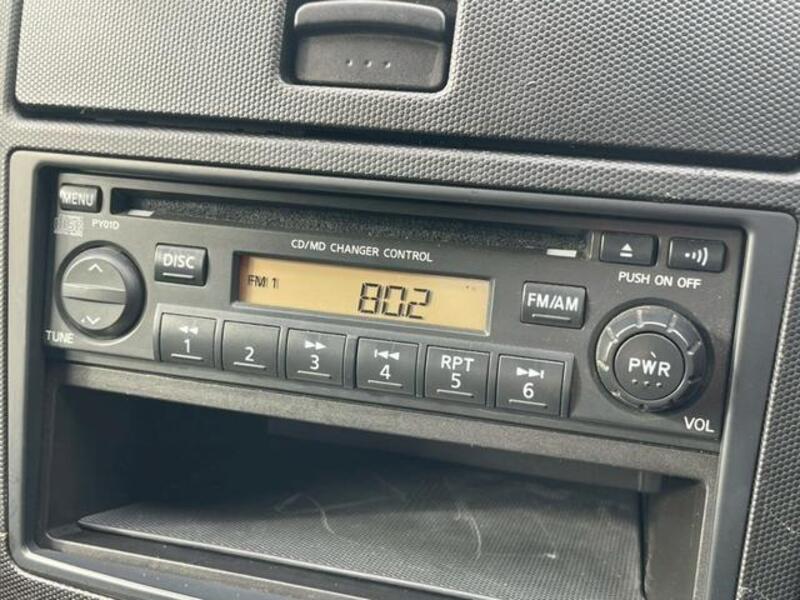 MENU
disc
PY01D
CD/MD CHANGER CONTROL
DISC
FM 1
80.2
FM/AM
PUSH ON OFF
TUNE
1
2
3
4
RPT
5
6
PWR
VOL